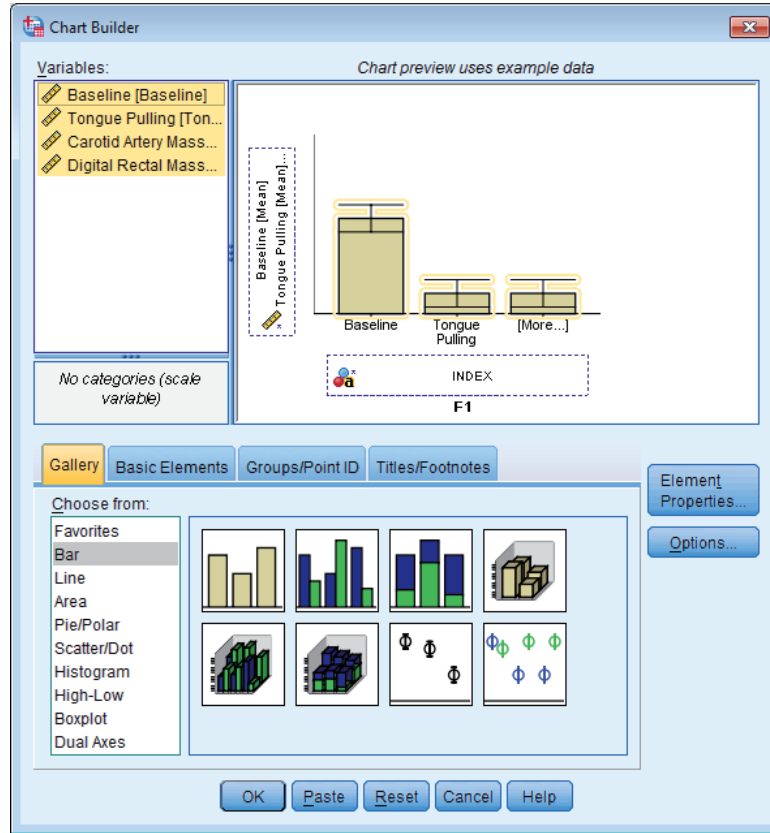 Chart Builder
Variables:
Chart preview uses example data
Baseline [Baseline]
Tongue Pulling [Ton...
Carotid Artery Mass...
Digital Rectal Mass...
Baseline [Mean]
Tongue Pulling [Mean]...
Baseline
Tongue
Pulling
[More...]
No categories (scale
variable)
a
INDEX
F1
Gallery
Basic Elements
Groups/Point ID
Titles/Footnotes
Choose from:
Favorites
Bar
Line
Area
Pie/Polar
Scatter/Dot
Histogram
High-Low
Boxplot
Dual Axes
Element
Properties...
Options...
OK
Paste
Reset
Cancel
Help